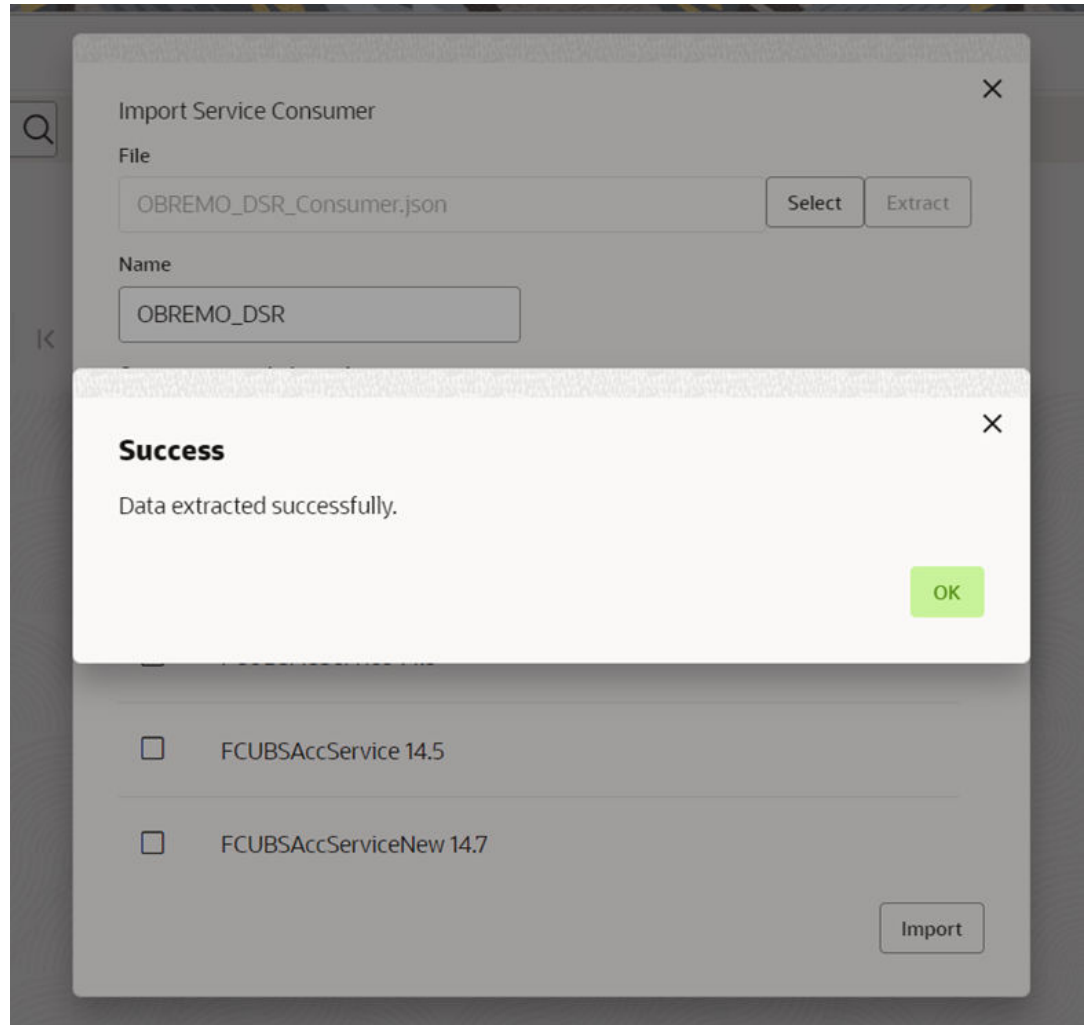 Import Service Consumer
File
OBREMO_DSR_Consumer.json
Select
Extract
Name
OBREMO_DSR
Success
Data extracted successfully.
OK
FCUBSAccService 14.5
FCUBSAccServiceNew 14.7
Import